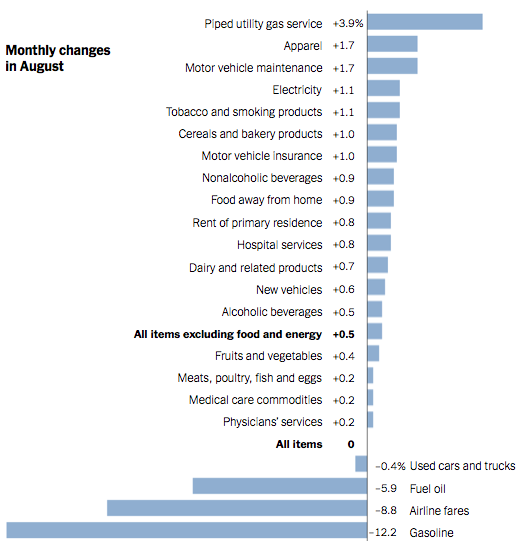 Monthly changes
in August
Piped utility gas service +3.9%
Apparel +1.7
Motor vehicle maintenance +1.7
Electricity +1.1
Tobacco and smoking products +1.1
Cereals and bakery products +1.0
Motor vehicle insurance +1.0
Nonalcoholic beverages +0.9
Food away from home +0.9
Rent of primary residence +0.8
Hospital services +0.8
Dairy and related products +0.7
New vehicles +0.6
Alcoholic beverages +0.5
All items excluding food and energy +0.5
Fruits and vegetables +0.4
Meats, poultry, fish and eggs +0.2
Medical care commodities +0.2
Physicians’ services +0.2
All items 0
−0.4% Used cars and trucks
−5.9 Fuel oil
−8.8 Airline fares
−12.2 Gasoline